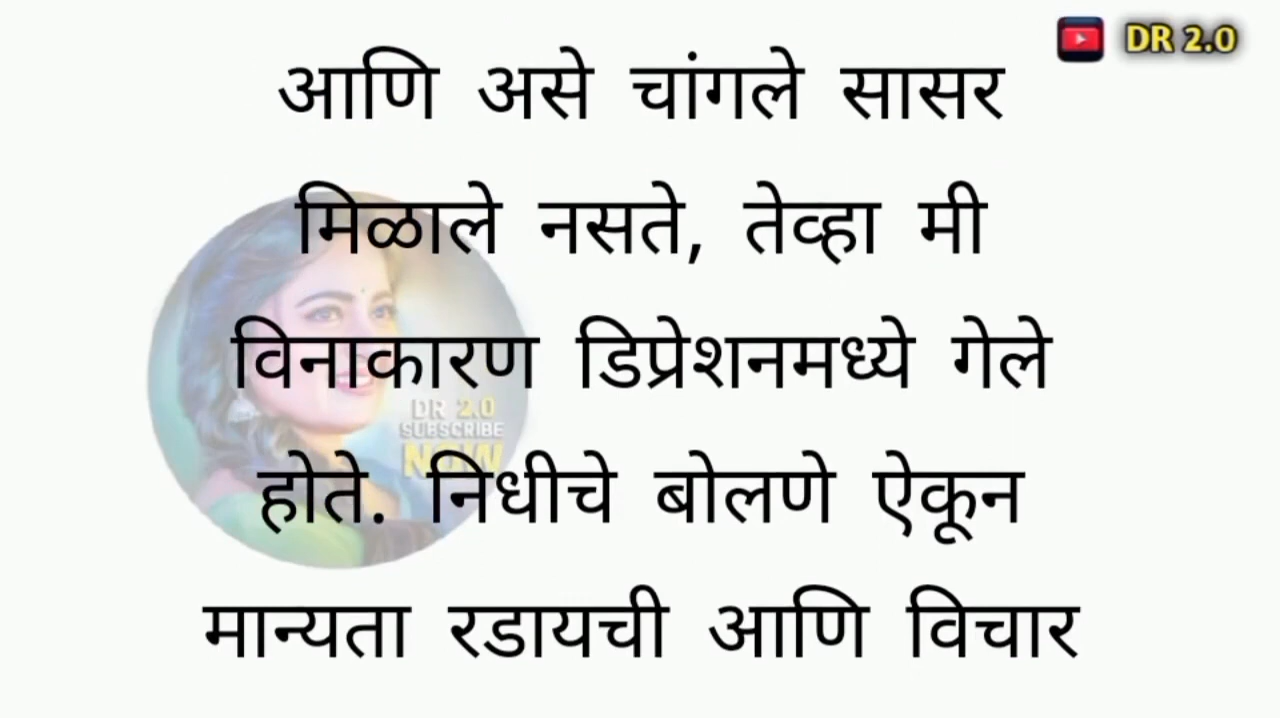 DR 2.0
आणि असे चांगले सासर
मिळाले नसते, तेव्हा मी
विनाकारण डिप्रेशनमध्ये गेले
होते. निधीचे बोलणे ऐकून
मान्यता रडायची आणि विचार
DR 2.0
SUBSCRIBE
NOW